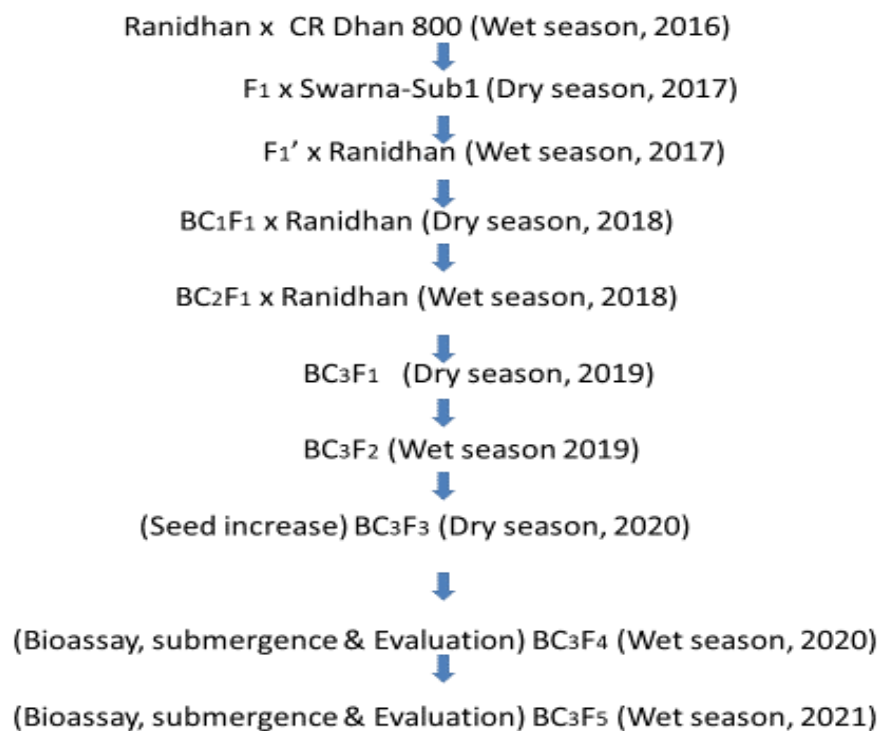 Ranidhan x CR Dhan 800 (Wet season, 2016)
F1 x Swarna-Sub1 (Dry season, 2017)
F1’ x Ranidhan (Wet season, 2017)
BC1F1 x Ranidhan (Dry season, 2018)
BC2F1 x Ranidhan (Wet season, 2018)
BC3F1 (Dry season, 2019)
BC3F2 (Wet season 2019)
(Seed increase) BC3F3 (Dry season, 2020)
(Bioassay, submergence & Evaluation) BC3F4 (Wet season, 2020)
(Bioassay, submergence & Evaluation) BC3F5 (Wet season, 2021)